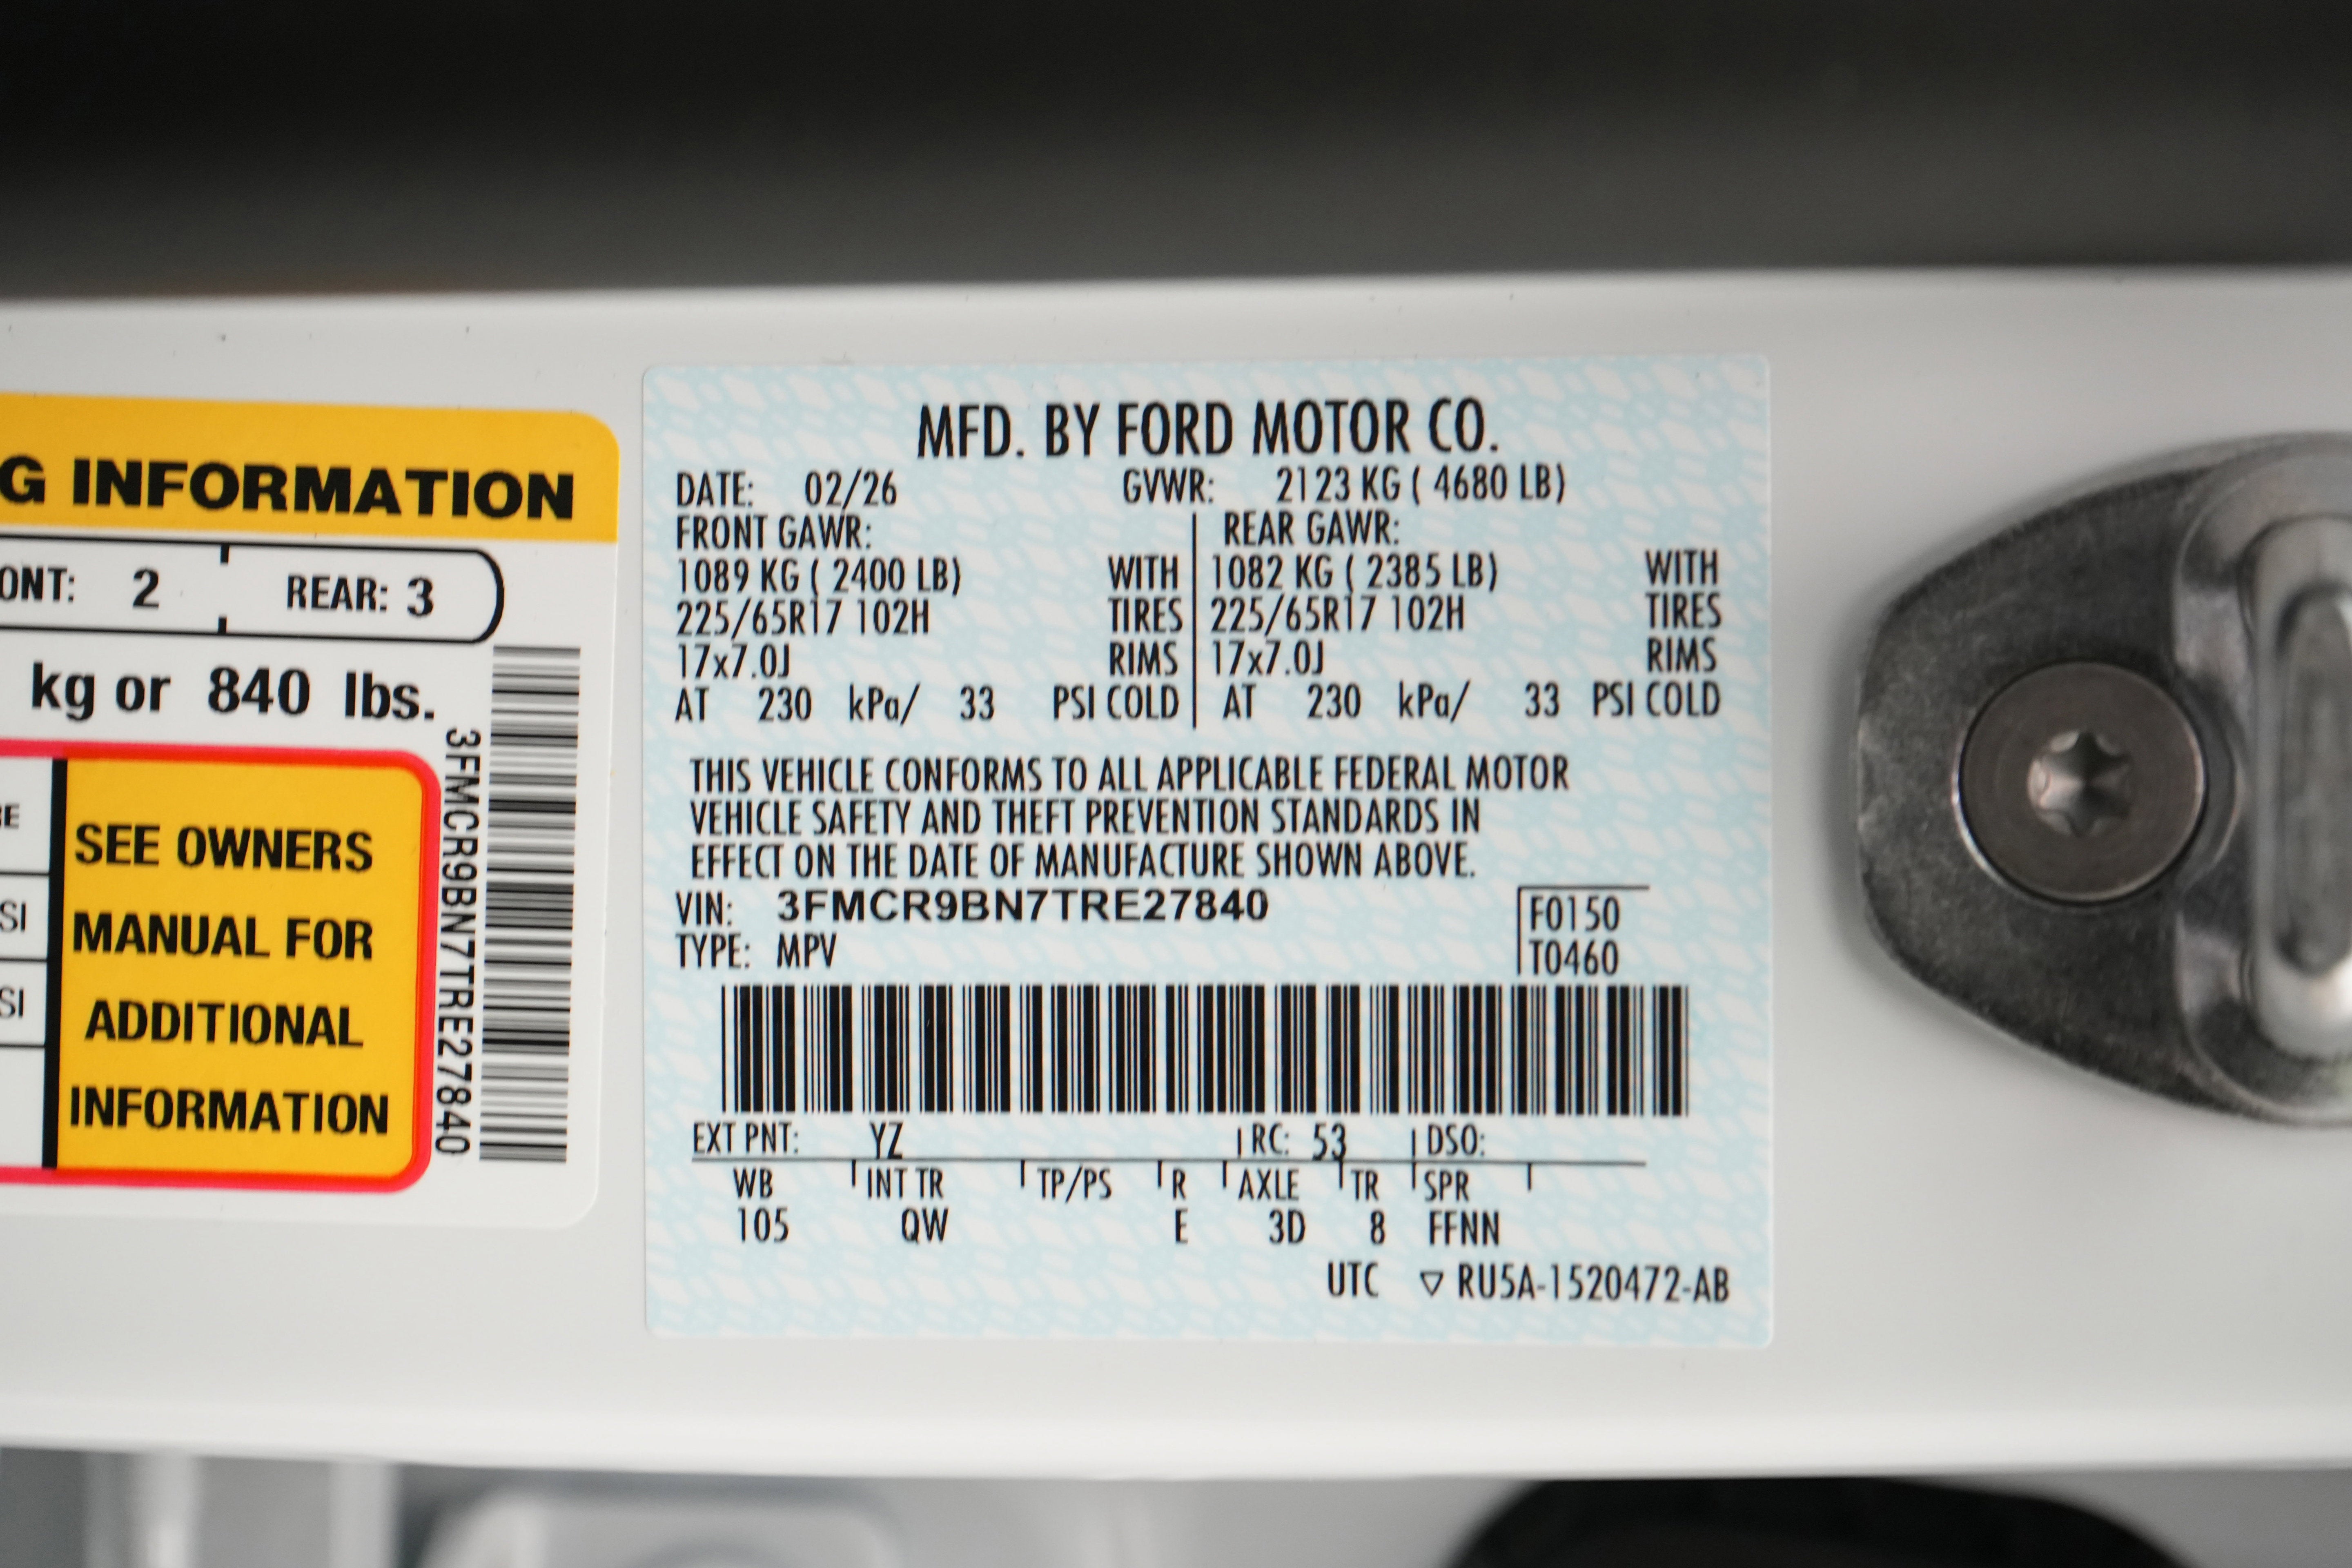 G INFORMATION
ONT: 2 REAR: 3
kg or 840 lbs.
SI
SI
SEE OWNERS
MANUAL FOR
ADDITIONAL
INFORMATION
3FMCR9BN7TRE27840
MFD. BY FORD MOTOR CO.
DATE: 02/26 GVWR: 2123 KG ( 4680 LB)
FRONT GAWR: REAR GAWR:
1089 KG ( 2400 LB) WITH 1082 KG ( 2385 LB) WITH
225/65R17 102H TIRES 225/65R17 102H TIRES
17x7.0J RIMS 17x7.0J RIMS
AT 230 kPa/ 33 PSI COLD AT 230 kPa/ 33 PSI COLD
THIS VEHICLE CONFORMS TO ALL APPLICABLE FEDERAL MOTOR
VEHICLE SAFETY AND THEFT PREVENTION STANDARDS IN
EFFECT ON THE DATE OF MANUFACTURE SHOWN ABOVE.
VIN: 3FMCR9BN7TRE27840 F0150
TYPE: MPV T0460
EXT PNT: YZ RC: 53 DSO:
WB INT TR TP/PS R AXLE TR SPR
105 QW E 3D 8 FFNN
UTC ▽ RU5A-1520472-AB